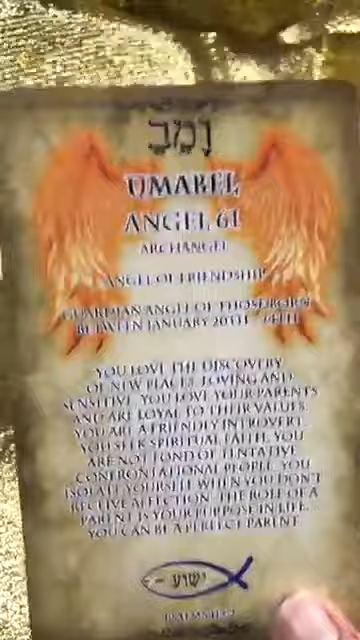 וָמֵב
UMABEL
ANGEL 61
ARCHANGEL
ANGEL OF FRIENDSHIP
GUARDIAN ANGEL OF THOSE BORN
BETWEEN JANUARY 20TH - 24TH
YOU LOVE THE DISCOVERY
OF NEW PLACES, LOVING AND
SENSITIVE, YOU LOVE YOUR PARENTS
AND ARE LOYAL TO THEIR VALUES.
YOU ARE A FRIENDLY INTROVERT.
YOU SEEK SPIRITUAL FAITH. YOU
ARE NOT FOND OF TENTATIVE
CONFRONTATIONAL PEOPLE. YOU
ISOLATE YOURSELF WHEN YOU DON'T
RECEIVE AFFECTION. THE ROLE OF A
PARENT IS YOUR PURPOSE IN LIFE.
YOU CAN BE A PERFECT PARENT
ישוע
PSALMS